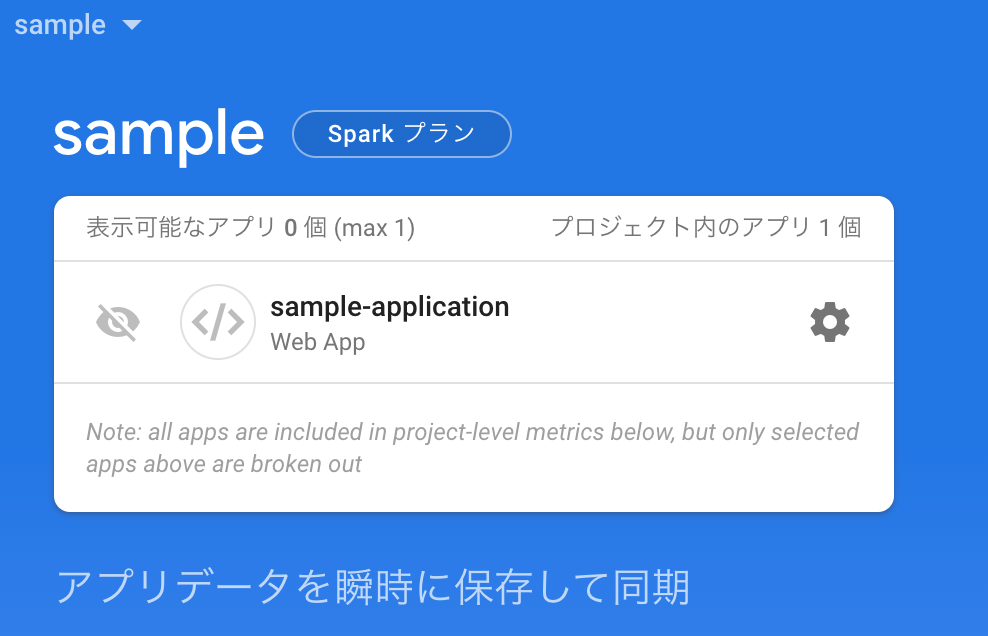 sample
sample
Spark プラン
表示可能なアプリ 0 個 (max 1)
プロジェクト内のアプリ 1 個
sample-application
Web App
Note: all apps are included in project-level metrics below, but only selected
apps above are broken out
アプリデータを瞬時に保存して同期